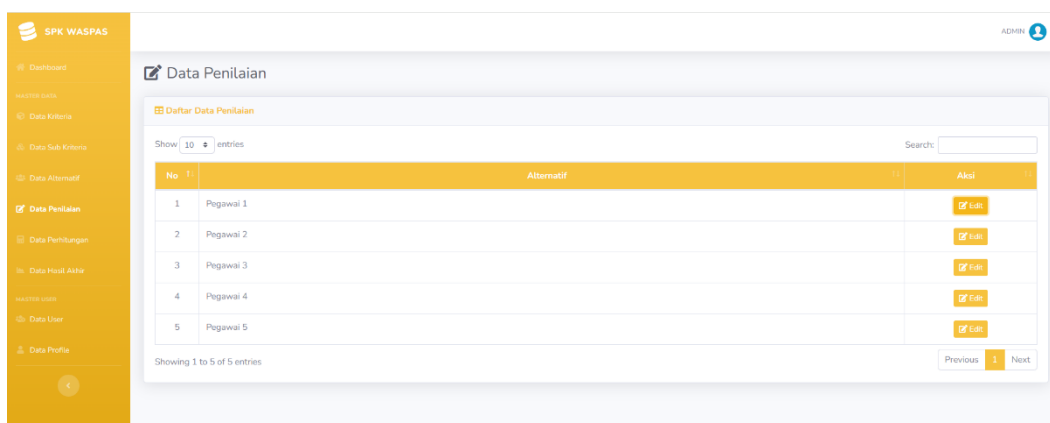 SPK WASPAS
ADMIN
Dashboard
MASTER DATA
Data Kriteria
Data Sub Kriteria
Data Alternatif
Data Penilaian
Data Perhitungan
Data Hasil Akhir
MASTER USER
Data User
Data Profile
Data Penilaian
Daftar Data Penilaian
Show 10 entries
Search:
No Alternatif Aksi
1 Pegawai 1 Edit
2 Pegawai 2 Edit
3 Pegawai 3 Edit
4 Pegawai 4 Edit
5 Pegawai 5 Edit
Showing 1 to 5 of 5 entries
Previous 1 Next